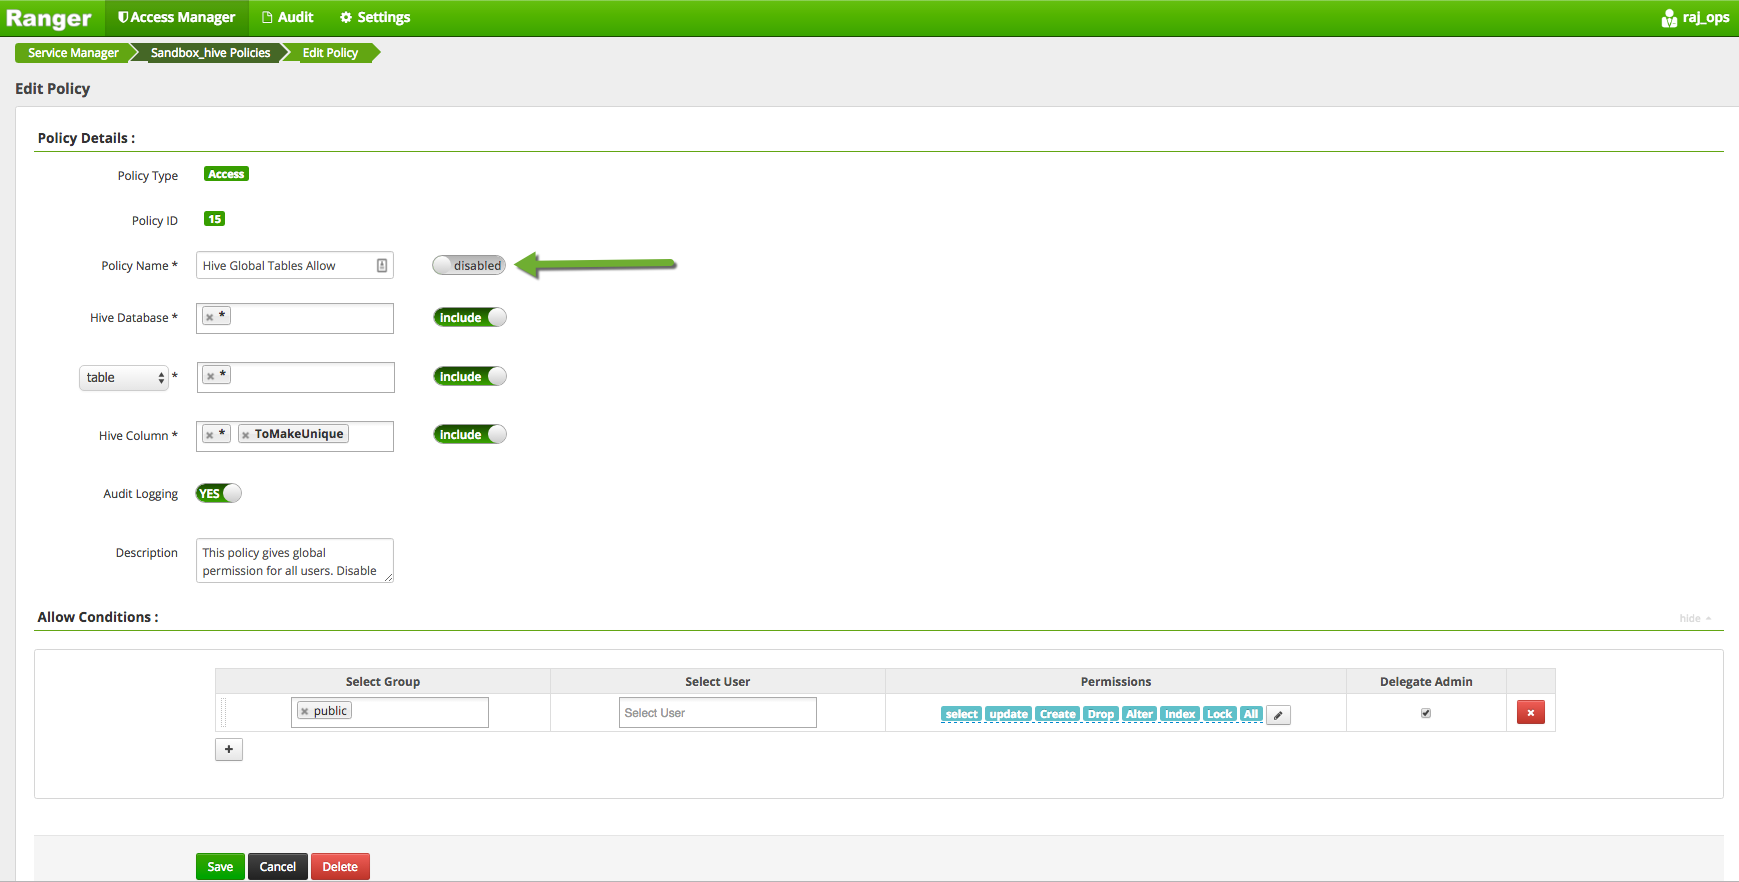 Ranger Access Manager Audit Settings raj_ops
Service Manager Sandbox_hive Policies Edit Policy
Edit Policy
Policy Details :
Policy Type Access
Policy ID 15
Policy Name * Hive Global Tables Allow disabled
Hive Database * × * include
table * × * include
Hive Column * × * × ToMakeUnique include
Audit Logging YES
Description This policy gives global
permission for all users. Disable
Allow Conditions :
hide
Select Group Select User Permissions Delegate Admin
× public Select User select update Create Drop Alter Index Lock All ×
+
Save Cancel Delete